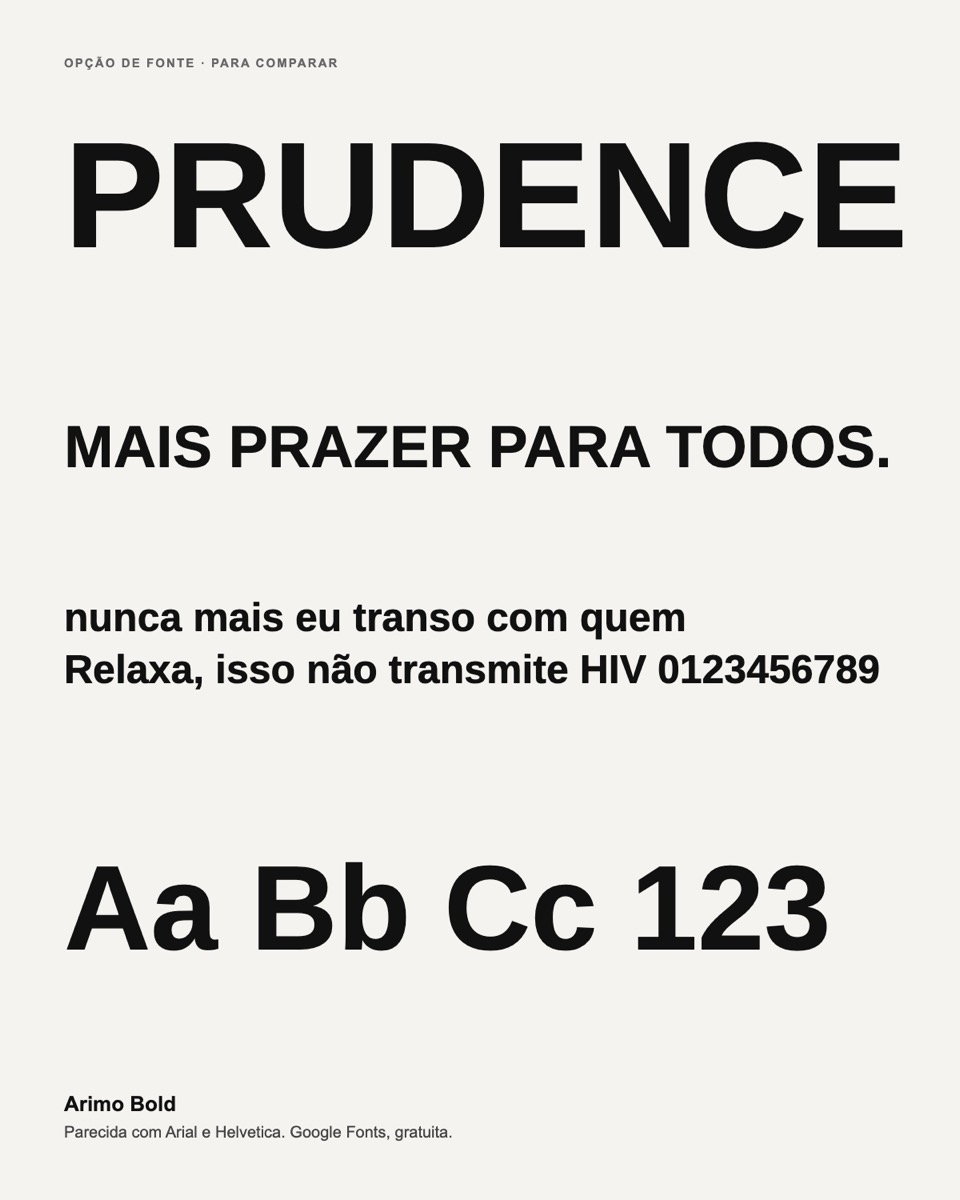 OPÇÃO DE FONTE · PARA COMPARAR
PRUDENCE
MAIS PRAZER PARA TODOS.
nunca mais eu transo com quem
Relaxa, isso não transmite HIV 0123456789
Aa Bb Cc 123
Arimo Bold
Parecida com Arial e Helvetica. Google Fonts, gratuita.